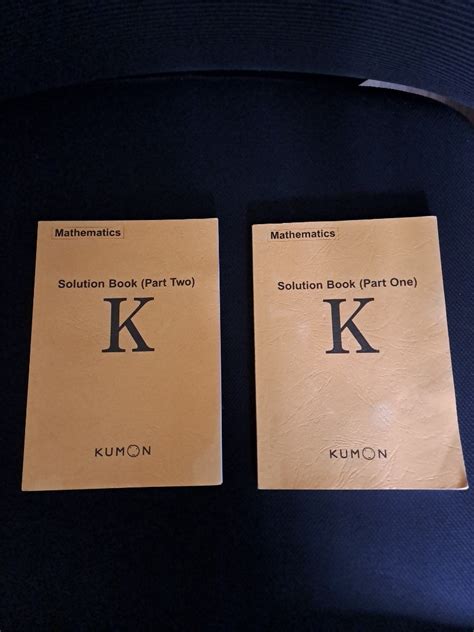 Mathematics
Solution Book (Part Two)
K
KUMON
Mathematics
Solution Book (Part One)
K
KUMON